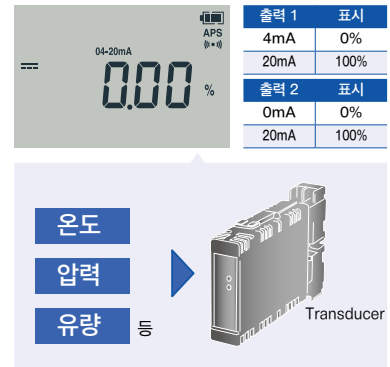 APS
04-20mA
0.00 %
출력 1 표시
4mA 0%
20mA 100%
출력 2 표시
0mA 0%
20mA 100%
온도
압력
유량 등
Transducer